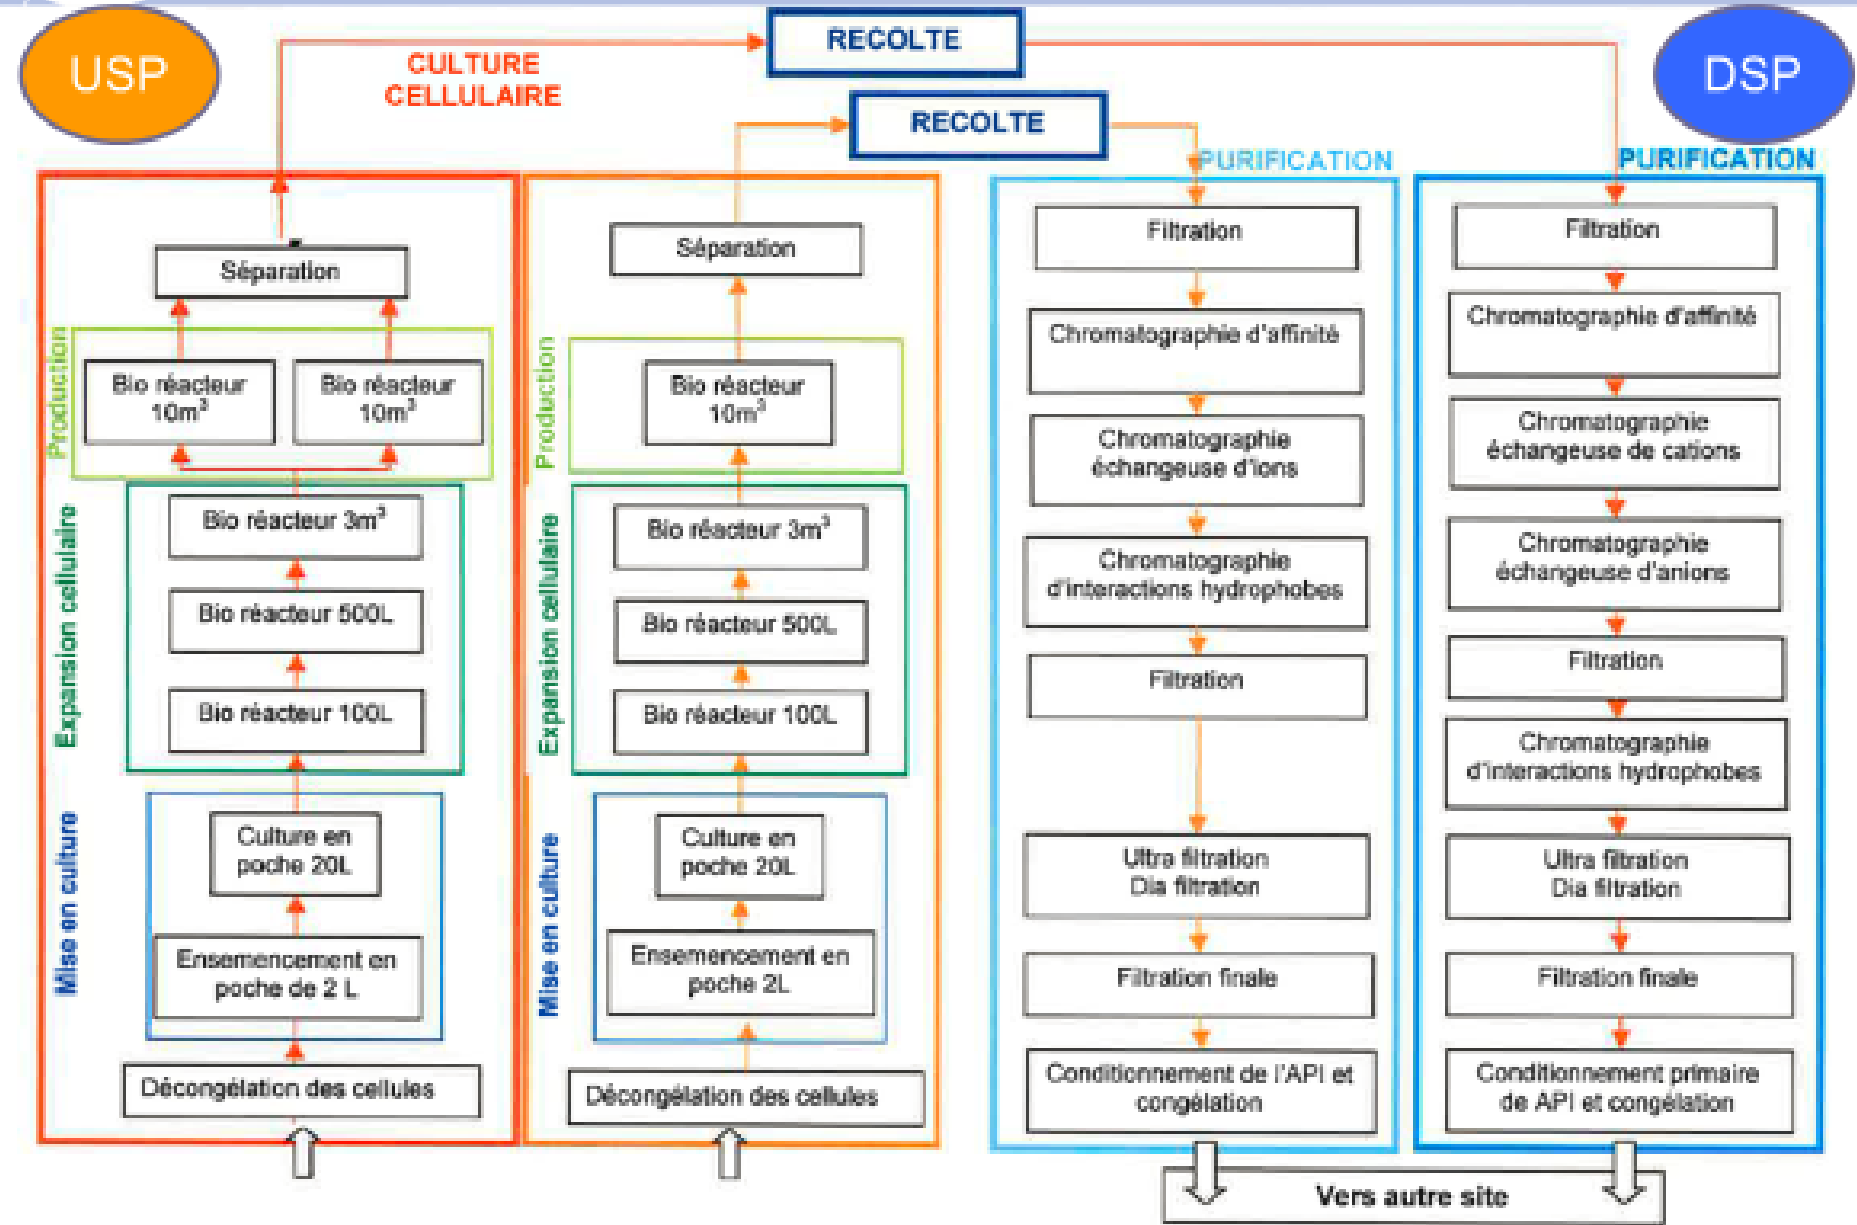 USP
CULTURE
CELLULAIRE
RECOLTE
RECOLTE
DSP
PURIFICATION
PURIFICATION
Séparation
Production
Bio réacteur
10m³
Bio réacteur
10m³
Expansion cellulaire
Bio réacteur 3m³
Bio réacteur 500L
Bio réacteur 100L
Mise en culture
Culture en
poche 20L
Ensemencement en
poche de 2 L
Décongélation des cellules
Séparation
Production
Bio réacteur
10m³
Expansion cellulaire
Bio réacteur 3m³
Bio réacteur 500L
Bio réacteur 100L
Mise en culture
Culture en
poche 20L
Ensemencement en
poche 2L
Décongélation des cellules
Filtration
Chromatographie d'affinité
Chromatographie
échangeuse d'ions
Chromatographie
d'interactions hydrophobes
Filtration
Ultra filtration
Dia filtration
Filtration finale
Conditionnement de l'API et
congélation
Filtration
Chromatographie d'affinité
Chromatographie
échangeuse de cations
Chromatographie
échangeuse d'anions
Filtration
Chromatographie
d'interactions hydrophobes
Ultra filtration
Dia filtration
Filtration finale
Conditionnement primaire
de API et congélation
Vers autre site